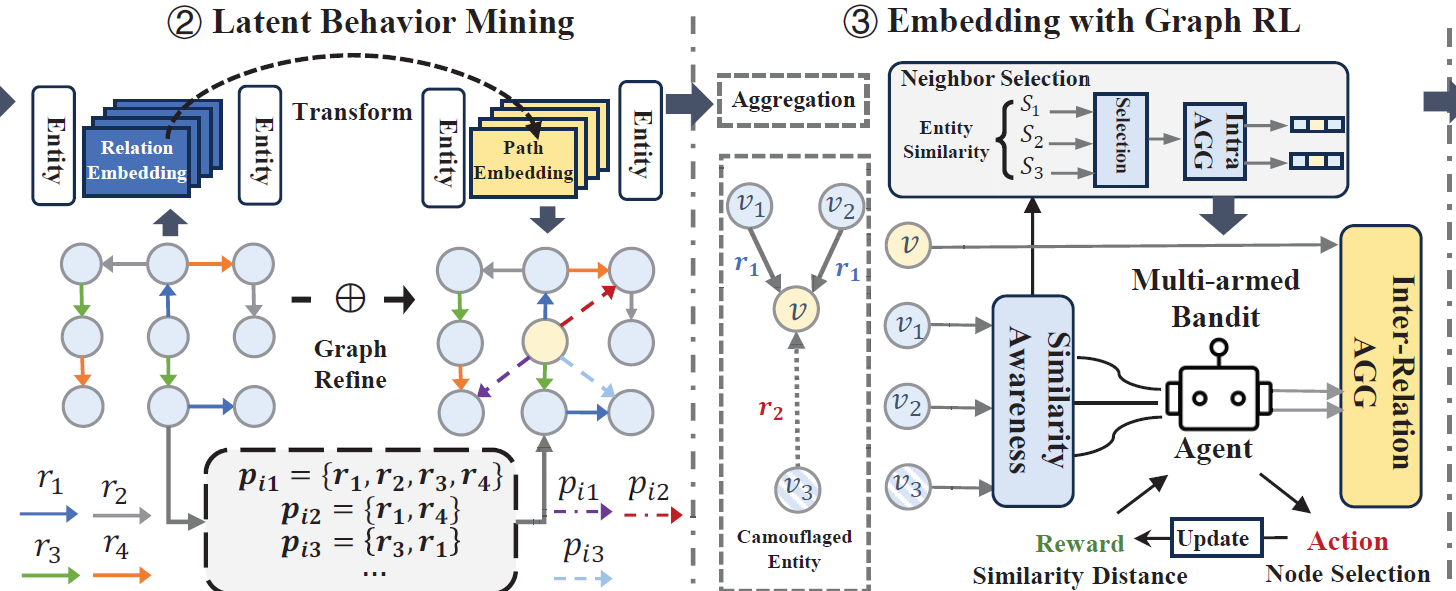 ② Latent Behavior Mining
Entity
Relation
Embedding
Entity
Transform
Entity
Path
Embedding
Entity
Graph
Refine
r1
r2
r3
r4
pi1 = {r1, r2, r3, r4}
pi2 = {r1, r4}
pi3 = {r3, r1}
...
pi1
pi2
pi3
③ Embedding with Graph RL
Aggregation
v1
v2
r1
r1
v
r2
v3
Camouflaged
Entity
Neighbor Selection
Entity
Similarity
S1
S2
S3
Selection
Intra
AGG
v
v1
v2
v3
Similarity
Awareness
Multi-armed
Bandit
Agent
Inter-Relation
AGG
Reward
Similarity Distance
Update
Action
Node Selection